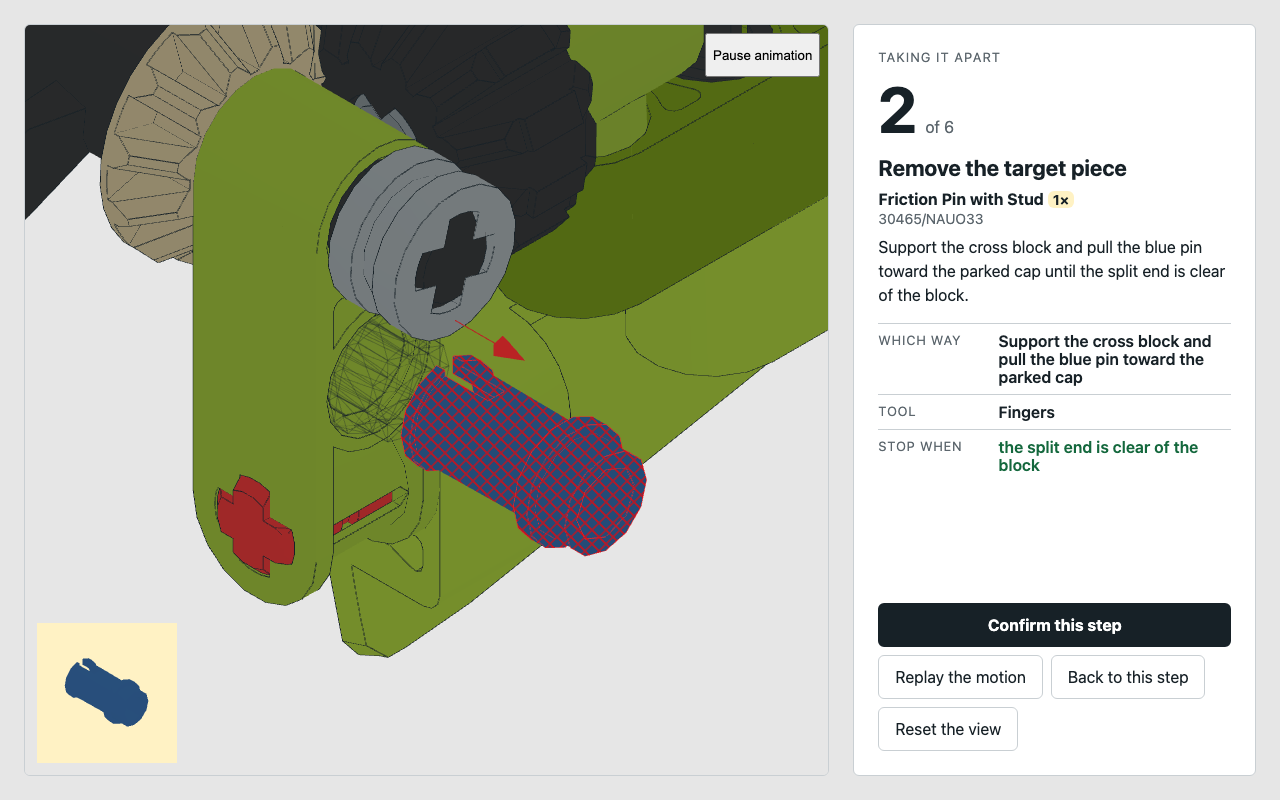 Pause animation
TAKING IT APART
2 of 6
Remove the target piece
Friction Pin with Stud 1×
30465/NAUO33
Support the cross block and pull the blue pin
toward the parked cap until the split end is clear
of the block.
WHICH WAY
Support the cross block and
pull the blue pin toward the
parked cap
TOOL
Fingers
STOP WHEN
the split end is clear of the
block
Confirm this step
Replay the motion
Back to this step
Reset the view